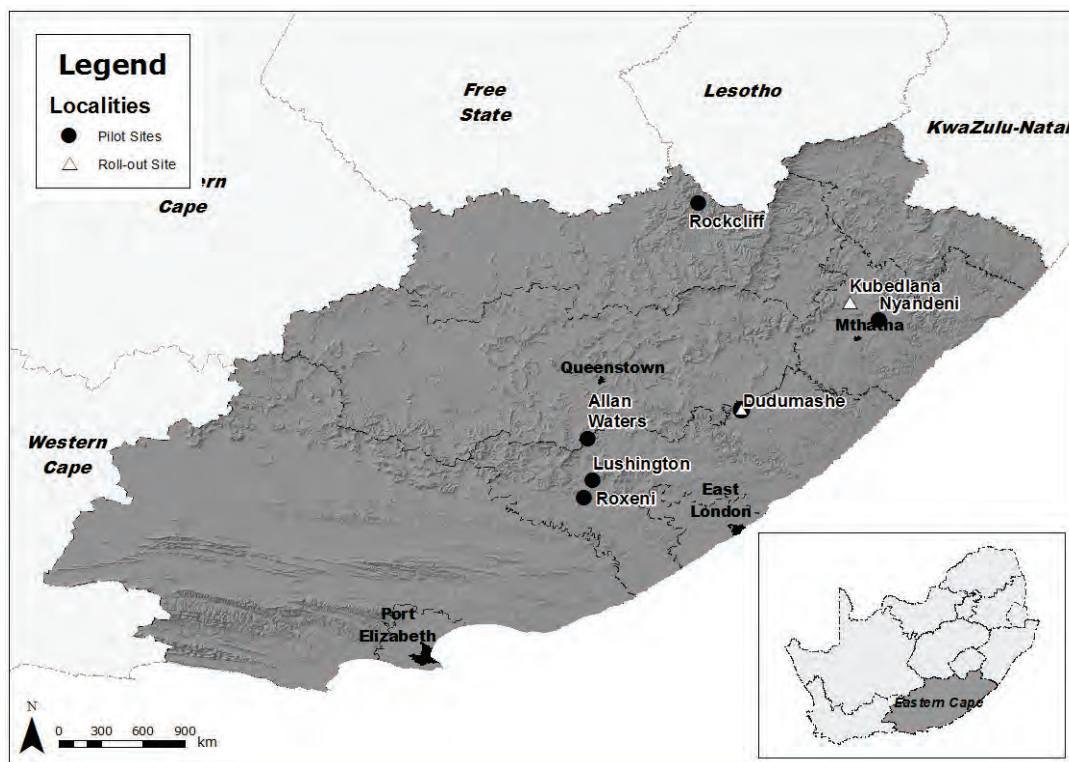 Legend
Localities
Pilot Sites
Roll-out Site
Free
State
Lesotho
KwaZulu-Natal
ern
Cape
Rockcliff
Kubedlana
Nyandeni
Mthatha
Queenstown
Allan
Waters
Dudumashe
Western
Cape
Lushington
Roxeni
East
London
Port
Elizabeth
Eastern Cape
N
0 300 600 900
km